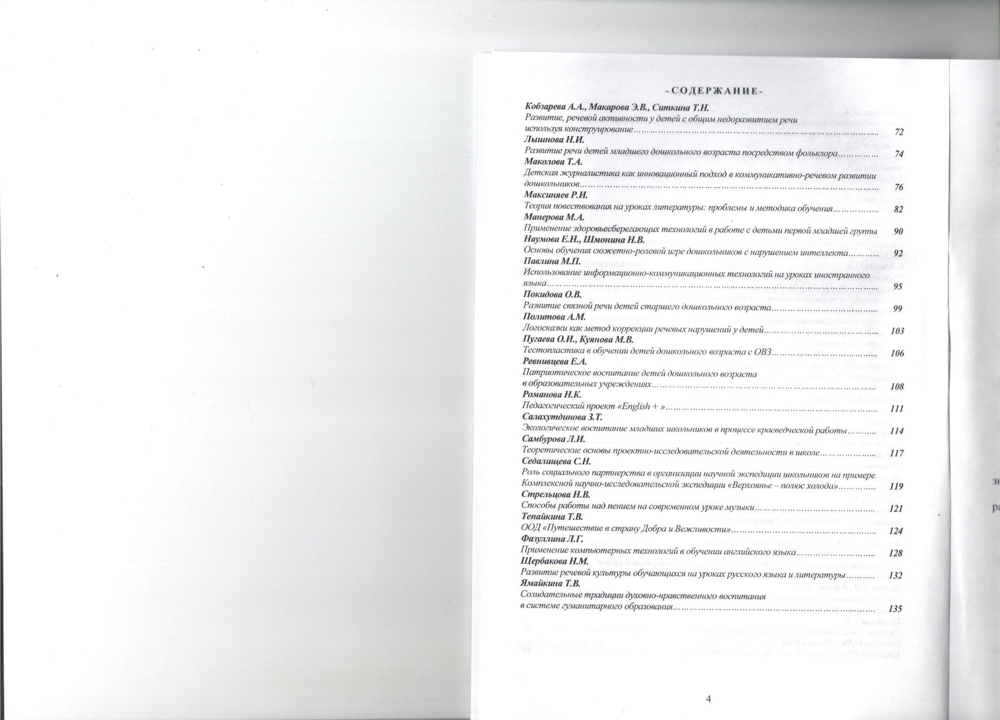 -СОДЕРЖАНИЕ-
Кобзарева А.А., Макарова Э.В., Ситкина Т.Н.
Развитие, речевой активности у детей с общим недоразвитием речи
используя конструирование…………………………………………………………………………………… 72
Лышнова Н.И.
Развитие речи детей младшего дошкольного возраста посредством фольклора…………… 74
Маколова Т.А.
Детская журналистика как инновационный подход в коммуникативно-речевом развитии
дошкольников……………………………………………………………………………………………………… 76
Максиняев Р.И.
Теория повествования на уроках литературы: проблемы и методика обучения…………….. 82
Манерова М.А.
Применение здоровьесберегающих технологий в работе с детьми первой младшей группы 90
Наумова Е.Н., Шмонина Н.В.
Основы обучения сюжетно-ролевой игре дошкольников с нарушением интеллекта……….. 92
Павлина М.П.
Использование информационно-коммуникационных технологий на уроках иностранного
языка………………………………………………………………………………………………………………….. 95
Покидова О.В.
Развитие связной речи детей старшего дошкольного возраста………………………………….. 99
Политова А.М.
Логосказки как метод коррекции речевых нарушений у детей…………………………………….. 103
Пугаева О.И., Куянова М.В.
Тестопластика в обучении детей дошкольного возраста с ОВЗ………………………………….. 106
Ревнивцева Е.А.
Патриотическое воспитание детей дошкольного возраста
в образовательных учреждениях…………………………………………………………………………… 108
Романова Н.К.
Педагогический проект «English + »……………………………………………………………………….. 111
Салахутдинова З.Т.
Экологическое воспитание младших школьников в процессе краеведческой работы……….. 114
Самбурова Л.И.
Теоретические основы проектно-исследовательской деятельности в школе……………….. 117
Седалищева С.Н.
Роль социального партнерства в организации научной экспедиции школьников на примере
Комплексной научно-исследовательской экспедиции «Верхоянье – полюс холода»………….. 119
Стрельцова Н.В.
Способы работы над пением на современном уроке музыки……………………………………….. 121
Тепайкина Т.В.
ООД «Путешествие в страну Добра и Вежливости»……………………………………………….. 124
Фазуллина Л.Г.
Применение компьютерных технологий в обучении английского языка……………………….. 128
Щербакова Н.М.
Развитие речевой культуры обучающихся на уроках русского языка и литературы……….. 132
Ямайкина Т.В.
Созидательные традиции духовно-нравственного воспитания
в системе гуманитарного образования…………………………………………………………………… 135
4